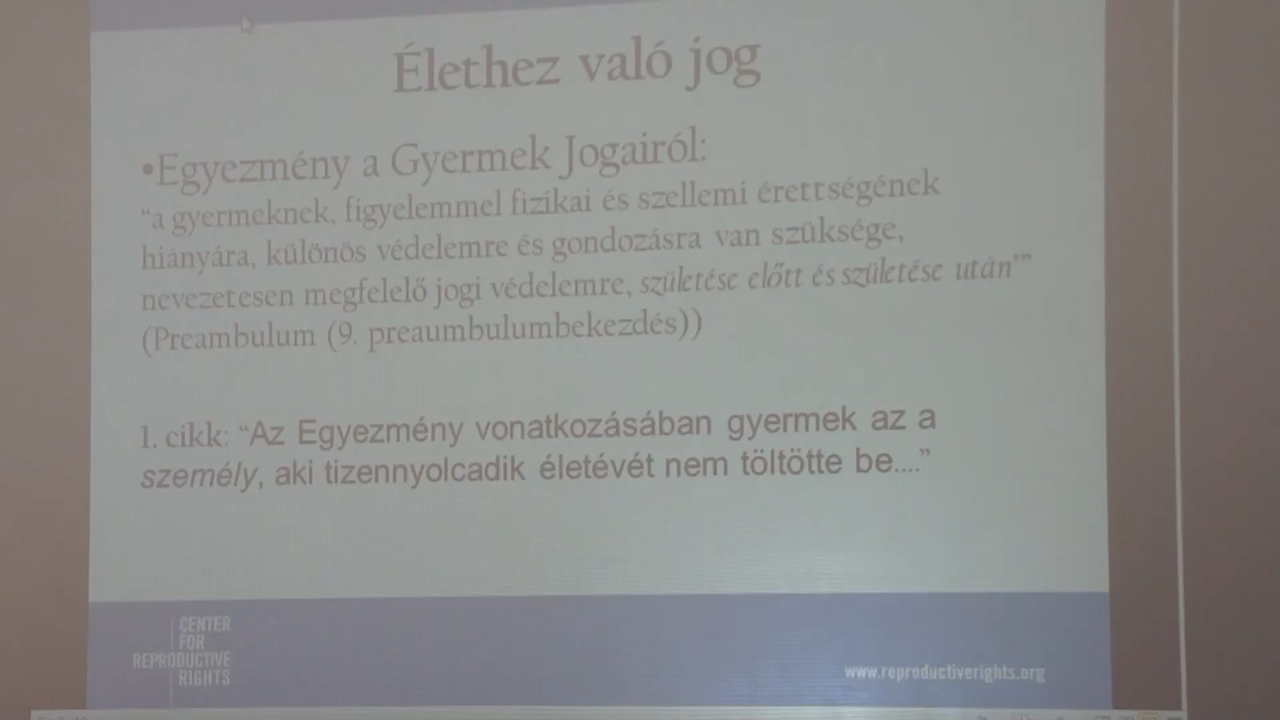 Élethez való jog
•Egyezmény a Gyermek Jogairól:
“a gyermeknek, figyelemmel fizikai és szellemi érettségének
hiányára, különös védelemre és gondozásra van szüksége,
nevezetesen megfelelő jogi védelemre, születése előtt és születése után’”
(Preambulum (9. preaumbulumbekezdés))
1. cikk: “Az Egyezmény vonatkozásában gyermek az a
személy, aki tizennyolcadik életévét nem töltötte be....”
CENTER
FOR
REPRODUCTIVE
RIGHTS
www.reproductiverights.org